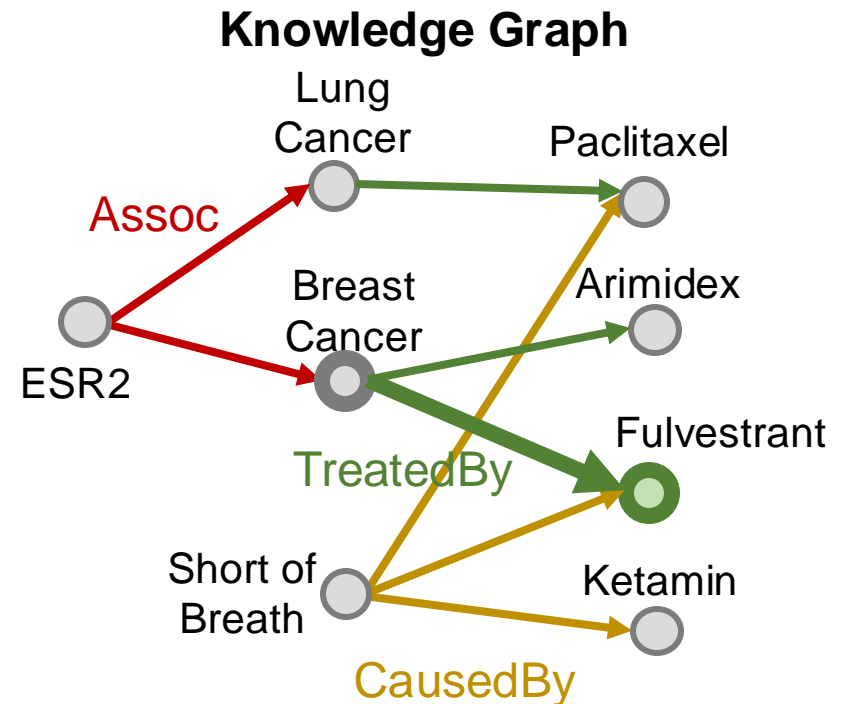 Knowledge Graph
Lung
Cancer
Paclitaxel
Assoc
Breast
Cancer
Arimidex
ESR2
Fulvestrant
TreatedBy
Short of
Breath
Ketamin
CausedBy